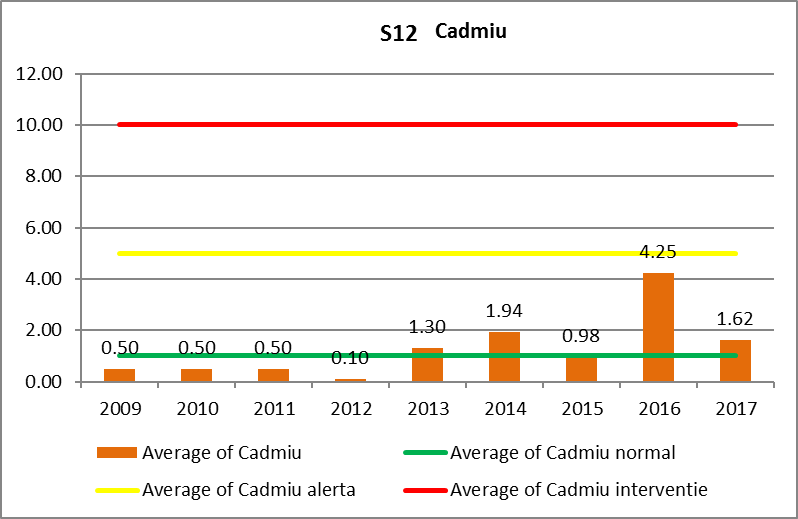 S12 Cadmiu
12.00
10.00
8.00
6.00
4.00
2.00
0.00
0.50 0.50 0.50 0.10 1.30 1.94 0.98 4.25 1.62
2009 2010 2011 2012 2013 2014 2015 2016 2017
Average of Cadmiu Average of Cadmiu normal
Average of Cadmiu alerta Average of Cadmiu interventie